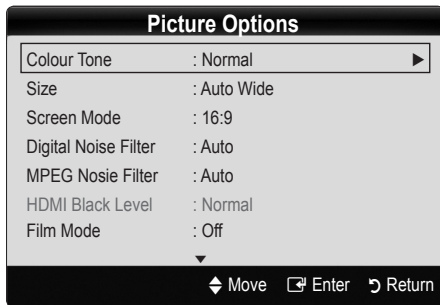 Picture Options
Colour Tone : Normal
Size : Auto Wide
Screen Mode : 16:9
Digital Noise Filter : Auto
MPEG Nosie Filter : Auto
HDMI Black Level : Normal
Film Mode : Off
Move Enter Return